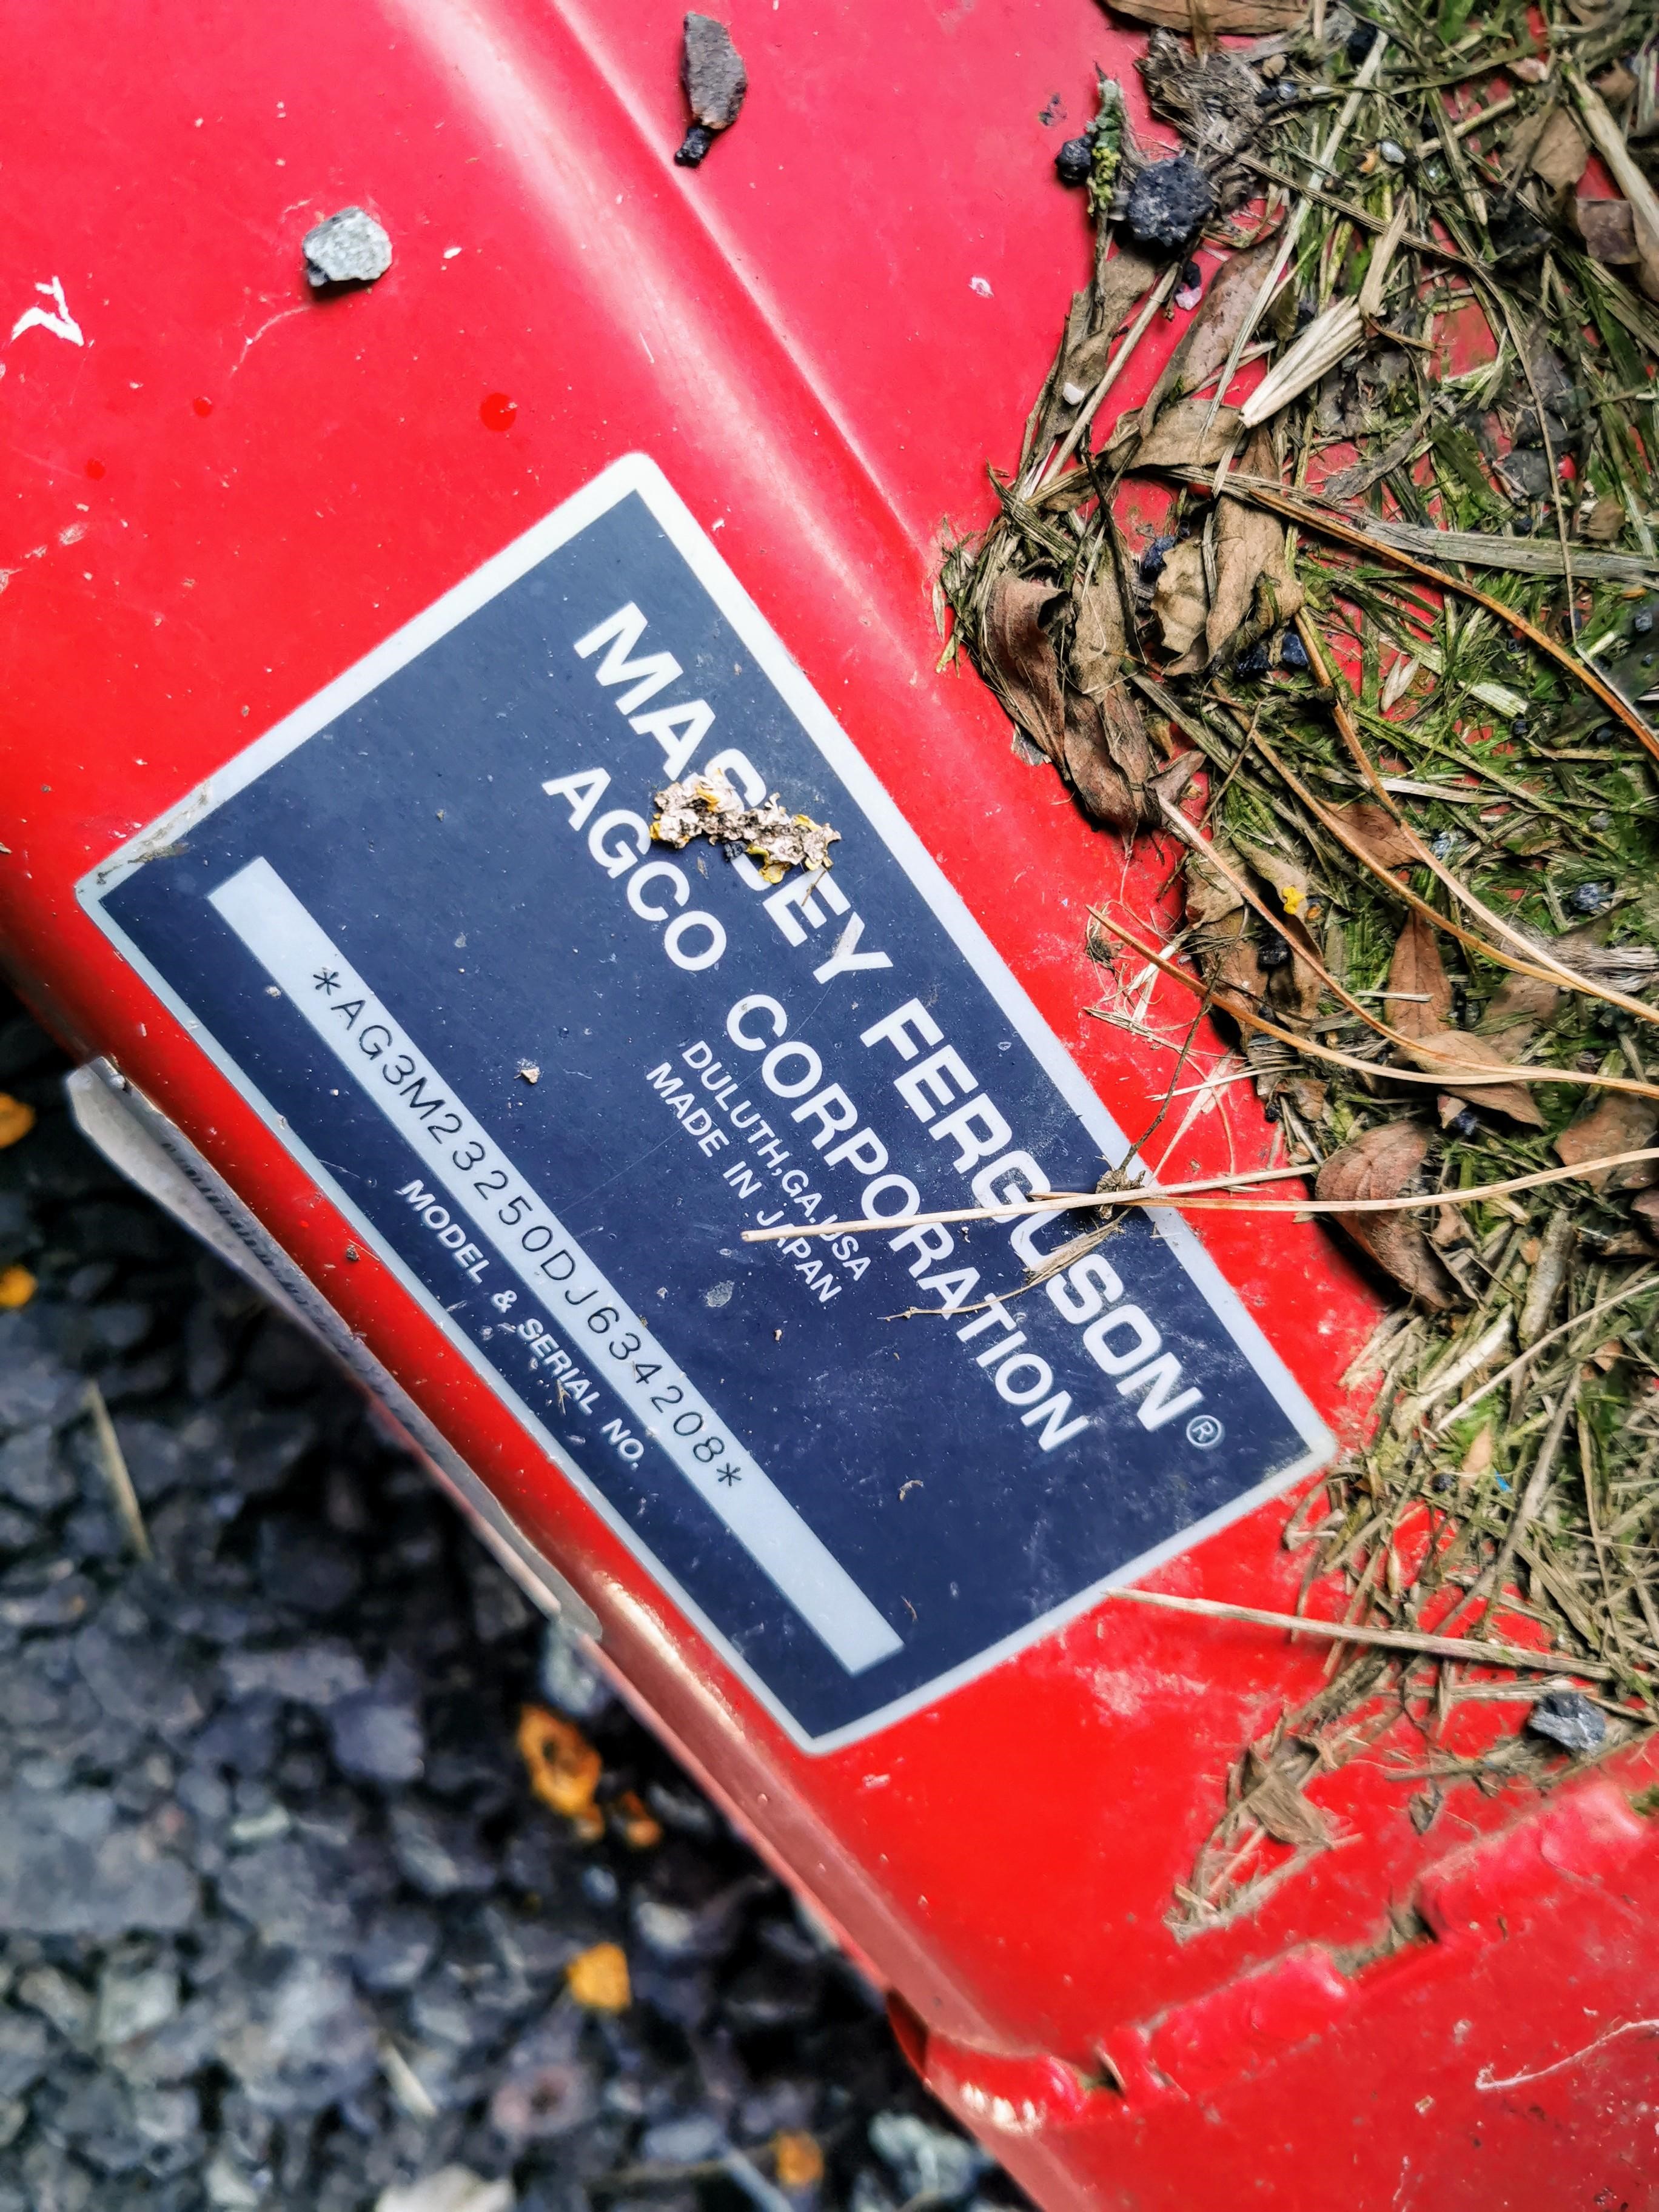 MASSEY FERGUSON®
AGCO CORPORATION
DULUTH,GA,USA
MADE IN JAPAN
*AG3M23250DJ634208*
MODEL & SERIAL NO.